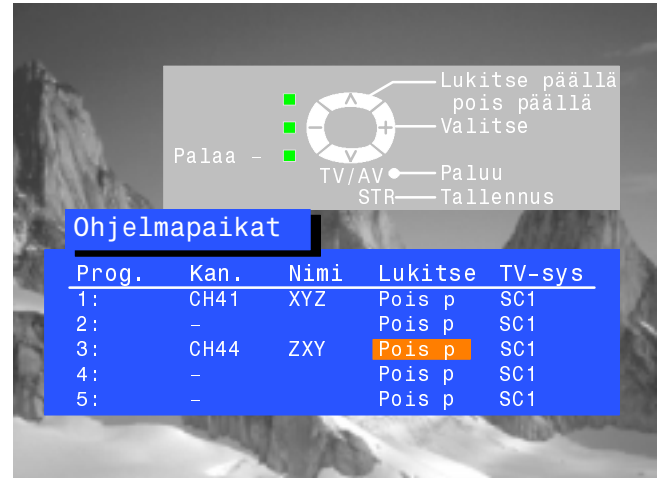 Lukitse päällä
pois päällä
Valitse
Palaa –
TV/AV Paluu
STR Tallennus
Ohjelmapaikat
Prog. Kan. Nimi Lukitse TV-sys
1: CH41 XYZ Pois p SC1
2: – Pois p SC1
3: CH44 ZXY Pois p SC1
4: – Pois p SC1
5: – Pois p SC1